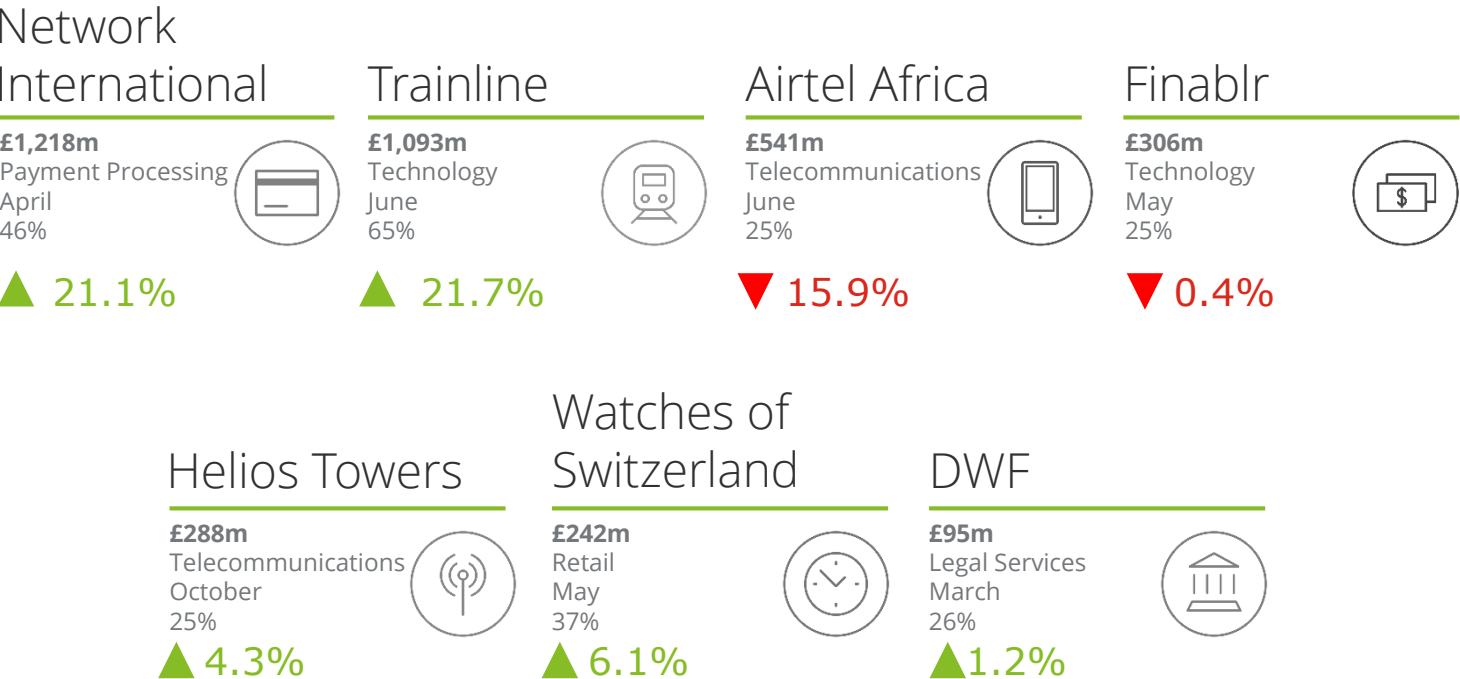 Network
International
£1,218m
Payment Processing
April
46%
▲ 21.1%
Trainline
£1,093m
Technology
June
65%
▲ 21.7%
Airtel Africa
£541m
Telecommunications
June
25%
▼ 15.9%
Finablr
£306m
Technology
May
25%
$
▼ 0.4%
Helios Towers
£288m
Telecommunications
October
25%
▲ 4.3%
Watches of
Switzerland
£242m
Retail
May
37%
▲ 6.1%
DWF
£95m
Legal Services
March
26%
▲1.2%